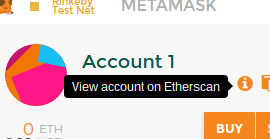 Rinkeby
Test Net
METAMASK
Account 1
View account on Etherscan
0 ETH
BUY